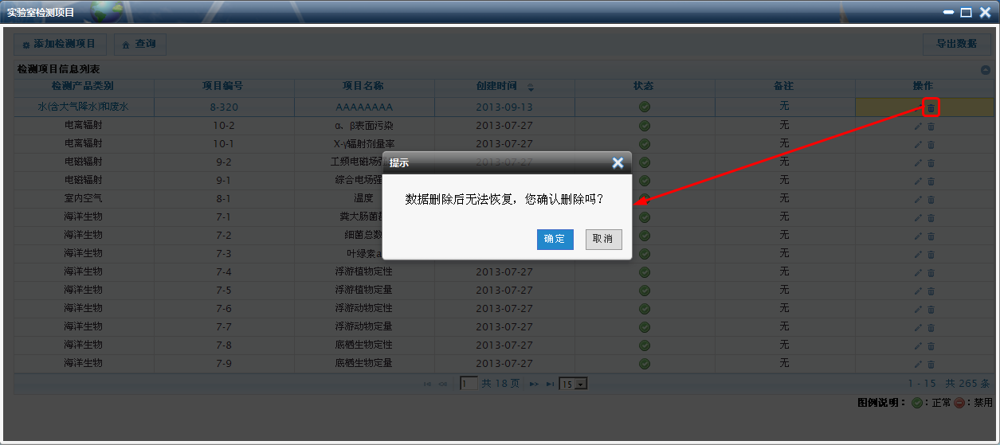 实验室检测项目
添加检测项目 查询 导出数据
检测项目信息列表
检测产品类别 项目编号 项目名称 创建时间 状态 备注 操作
水(含大气降水)和废水 8-320 AAAAAAAA 2013-09-13 无
电离辐射 10-2 α、β表面污染 2013-07-27 无
电离辐射 10-1 X-γ辐射剂量率 2013-07-27 无
电磁辐射 9-2 工频电磁场 2013-07-27 无
电磁辐射 9-1 综合电场强 无
室内空气 8-1 温度 无
海洋生物 7-1 粪大肠菌 无
海洋生物 7-2 细菌总数 无
海洋生物 7-3 叶绿素a 无
海洋生物 7-4 浮游植物定性 2013-07-27 无
海洋生物 7-5 浮游植物定量 2013-07-27 无
海洋生物 7-6 浮游动物定性 2013-07-27 无
海洋生物 7-7 浮游动物定量 2013-07-27 无
海洋生物 7-8 底栖生物定性 2013-07-27 无
海洋生物 7-9 底栖生物定量 2013-07-27 无
提示
数据删除后无法恢复，您确认删除吗？
确定 取消
1 共 18 页 15 1 - 15 共 265 条
图例说明：：正常 ：禁用